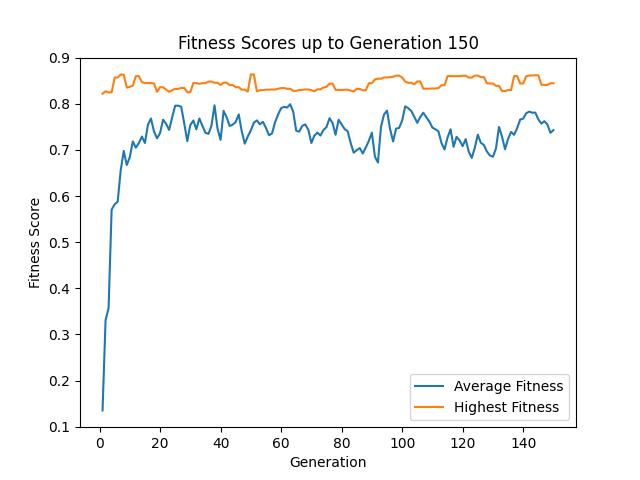 Fitness Scores up to Generation 150
Fitness Score
0.9
0.8
0.7
0.6
0.5
0.4
0.3
0.2
0.1
0 20 40 60 80 100 120 140
Generation
Average Fitness
Highest Fitness